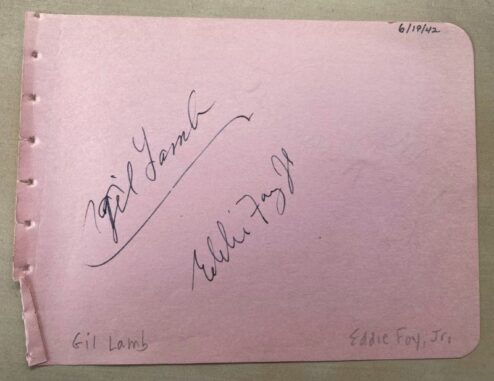 6/19/42
Gil Lamb
Eddie Foy Jr
Gil Lamb
Eddie Foy, Jr.